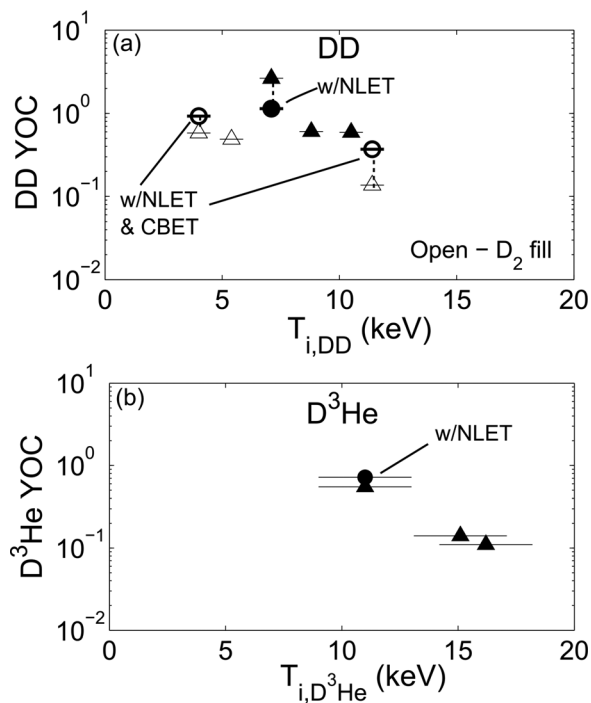 (a)
DD
10^1
10^0
10^-1
10^-2
DD YOC
w/NLET
w/NLET
& CBET
Open – D_2 fill
0 5 10 15 20
T_i,DD (keV)
(b)
D^3He
10^1
10^0
10^-1
10^-2
D^3He YOC
w/NLET
0 5 10 15 20
T_i,D^3He (keV)